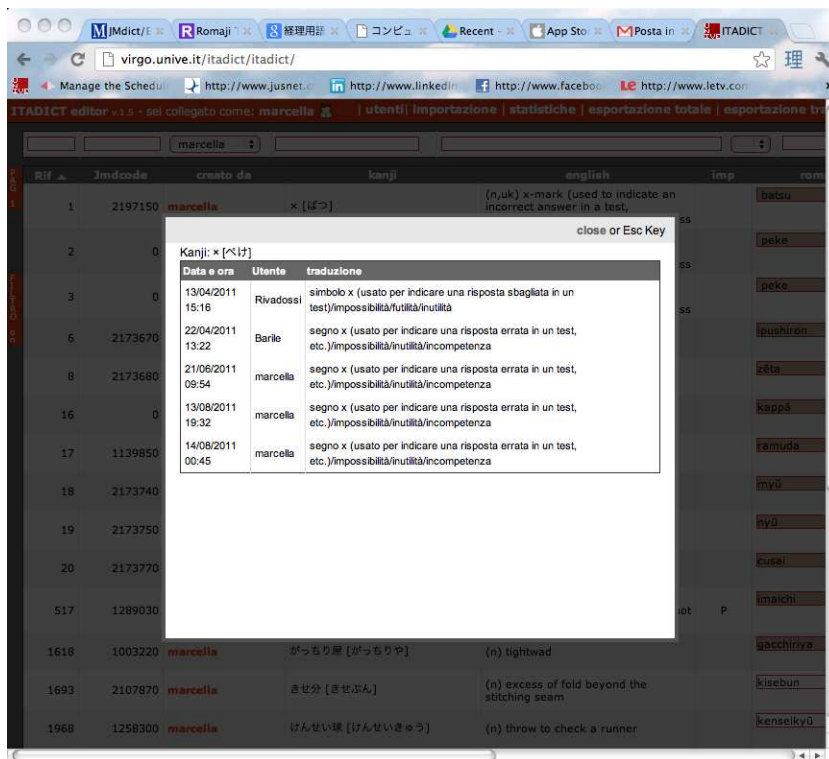 JMdict/E
Romaji T
経理用語
コンピュ
Recent -
App Sto
Posta in
ITADICT
virgo.unive.it/itadict/itadict/
理
Manage the Schedul
http://www.jusnet.c
http://www.linkedin
http://www.faceboo
http://www.letv.com
ITADICT editor v.1.5 - sei collegato come: marcella | utenti| importazione | statistiche | esportazione totale | esportazione tra
marcella
Rif Jmdcode creato da kanji english imp rom
1 2197150 marcella × [ばつ] (n,uk) x-mark (used to indicate an incorrect answer in a test, batsu
ss
close or Esc Key
Kanji: × [ぺけ]
Data e ora Utente traduzione
13/04/2011 15:16 Rivadossi simbolo x (usato per indicare una risposta sbagliata in un
test)/impossibilità/futilità/inutilità
22/04/2011 13:22 Barile segno x (usato per indicare una risposta errata in un test,
etc.)/impossibilità/inutilità/incompetenza
21/06/2011 09:54 marcella segno x (usato per indicare una risposta errata in un test,
etc.)/impossibilità/inutilità/incompetenza
13/08/2011 19:32 marcella segno x (usato per indicare una risposta errata in un test,
etc.)/impossibilità/inutilità/incompetenza
14/08/2011 00:45 marcella segno x (usato per indicare una risposta errata in un test,
etc.)/impossibilità/inutilità/incompetenza
2 0 peke
ss
3 0 peke
ss
6 2173670 ipushiron
8 2173680 zēta
16 0 kappā
17 1139850 ramuda
18 2173740 myū
19 2173750 nyū
20 2173770 kusai
517 1289030 not P imaichi
1618 1003220 marcella がっちり屋 [がっちりや] (n) tightwad gacchiriya
1693 2107870 marcella きせ分 [きせぶん] (n) excess of fold beyond the
stitching seam kisebun
1968 1258300 marcella けんせい球 [けんせいきゅう] (n) throw to check a runner kenseikyū